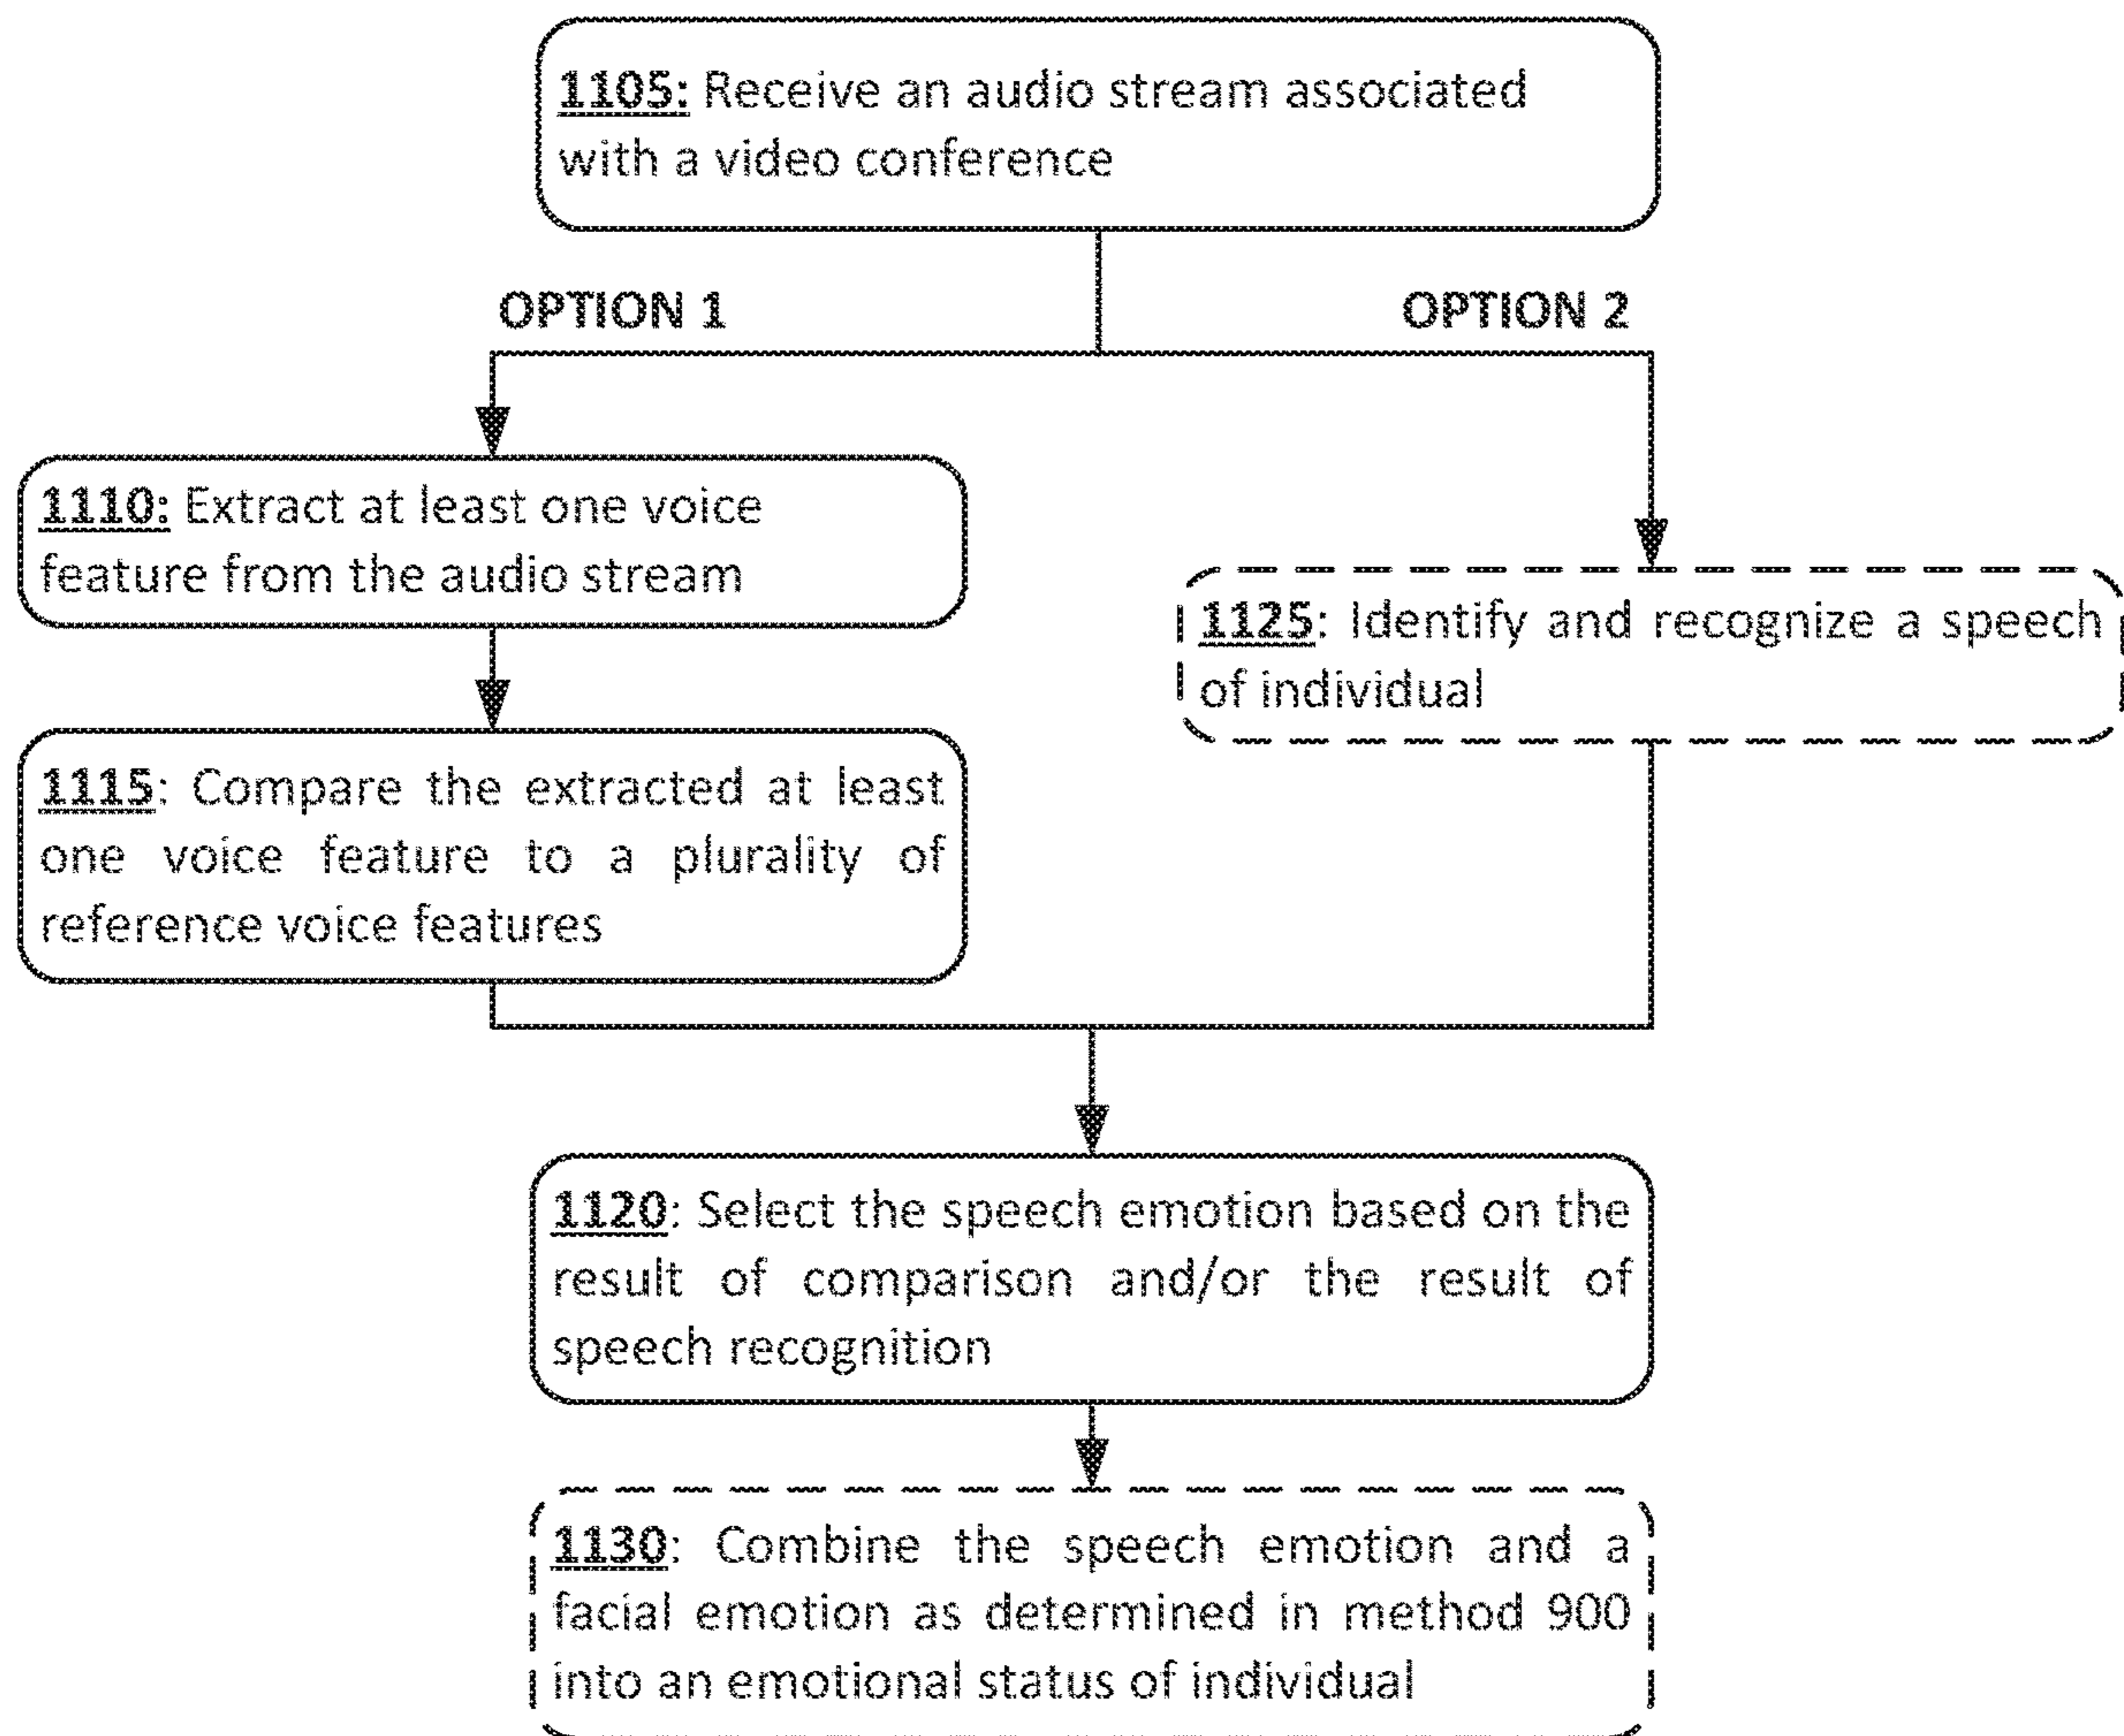 1105: Receive an audio stream associated
with a video conference
OPTION 1
OPTION 2
1110: Extract at least one voice
feature from the audio stream
1125: Identify and recognize a speech
of individual
1115: Compare the extracted at least
one voice feature to a plurality of
reference voice features
1120: Select the speech emotion based on the
result of comparison and/or the result of
speech recognition
1130: Combine the speech emotion and a
facial emotion as determined in method 900
into an emotional status of individual